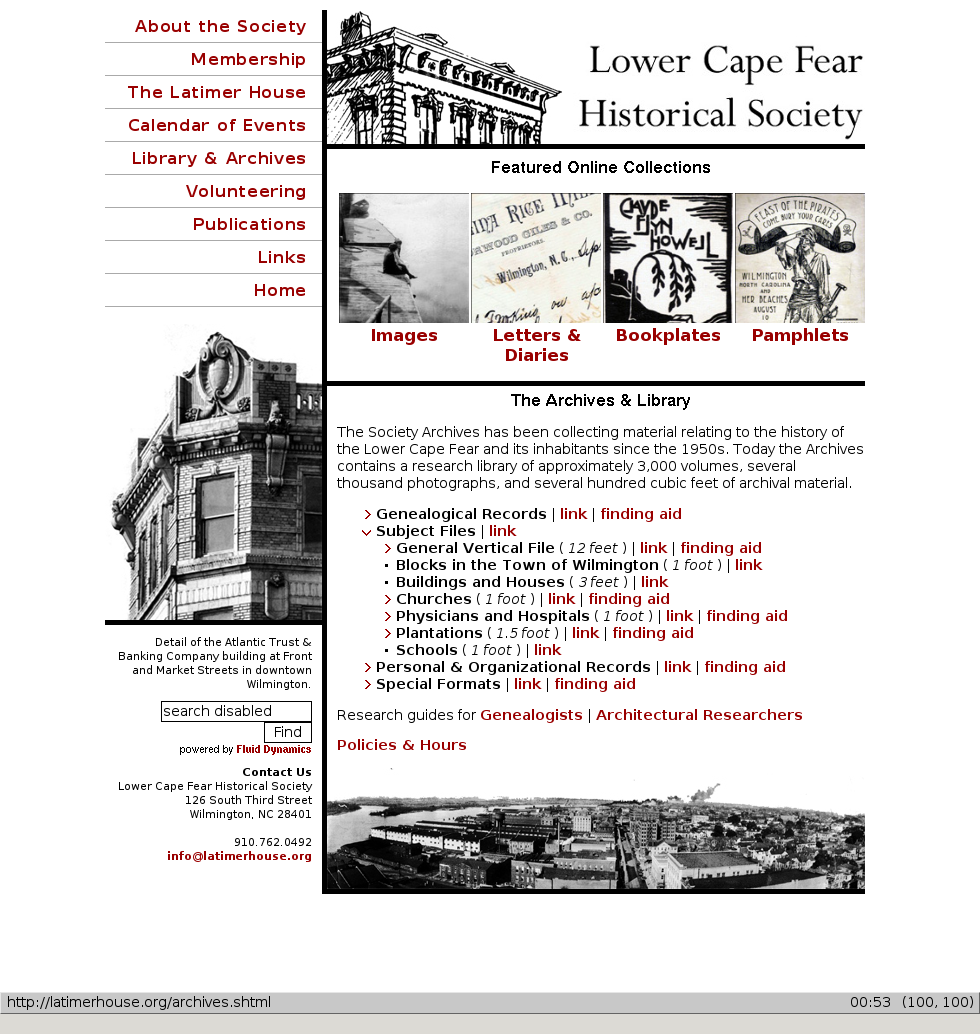 About the Society
Membership
The Latimer House
Calendar of Events
Library & Archives
Volunteering
Publications
Links
Home
Detail of the Atlantic Trust &
Banking Company building at Front
and Market Streets in downtown
Wilmington.
search disabled
Find
powered by Fluid Dynamics
Contact Us
Lower Cape Fear Historical Society
126 South Third Street
Wilmington, NC 28401
910.762.0492
info@latimerhouse.org
Lower Cape Fear
Historical Society
Featured Online Collections
RICE
GILES & CO.
PROPRIETORS.
Wilmington, N. C.,
CLAYDE
HOWELL
FEAST OF THE PIRATES
COME BURY YOUR CARES
WILMINGTON
NORTH CAROLINA
AND
HER BEACHES
AUGUST
10
Images
Letters &
Diaries
Bookplates
Pamphlets
The Archives & Library
The Society Archives has been collecting material relating to the history of
the Lower Cape Fear and its inhabitants since the 1950s. Today the Archives
contains a research library of approximately 3,000 volumes, several
thousand photographs, and several hundred cubic feet of archival material.
Genealogical Records | link | finding aid
Subject Files | link
General Vertical File ( 12 feet ) | link | finding aid
Blocks in the Town of Wilmington ( 1 foot ) | link
Buildings and Houses ( 3 feet ) | link
Churches ( 1 foot ) | link | finding aid
Physicians and Hospitals ( 1 foot ) | link | finding aid
Plantations ( 1.5 foot ) | link | finding aid
Schools ( 1 foot ) | link
Personal & Organizational Records | link | finding aid
Special Formats | link | finding aid
Research guides for Genealogists | Architectural Researchers
Policies & Hours
http://latimerhouse.org/archives.shtml
00:53 (100, 100)